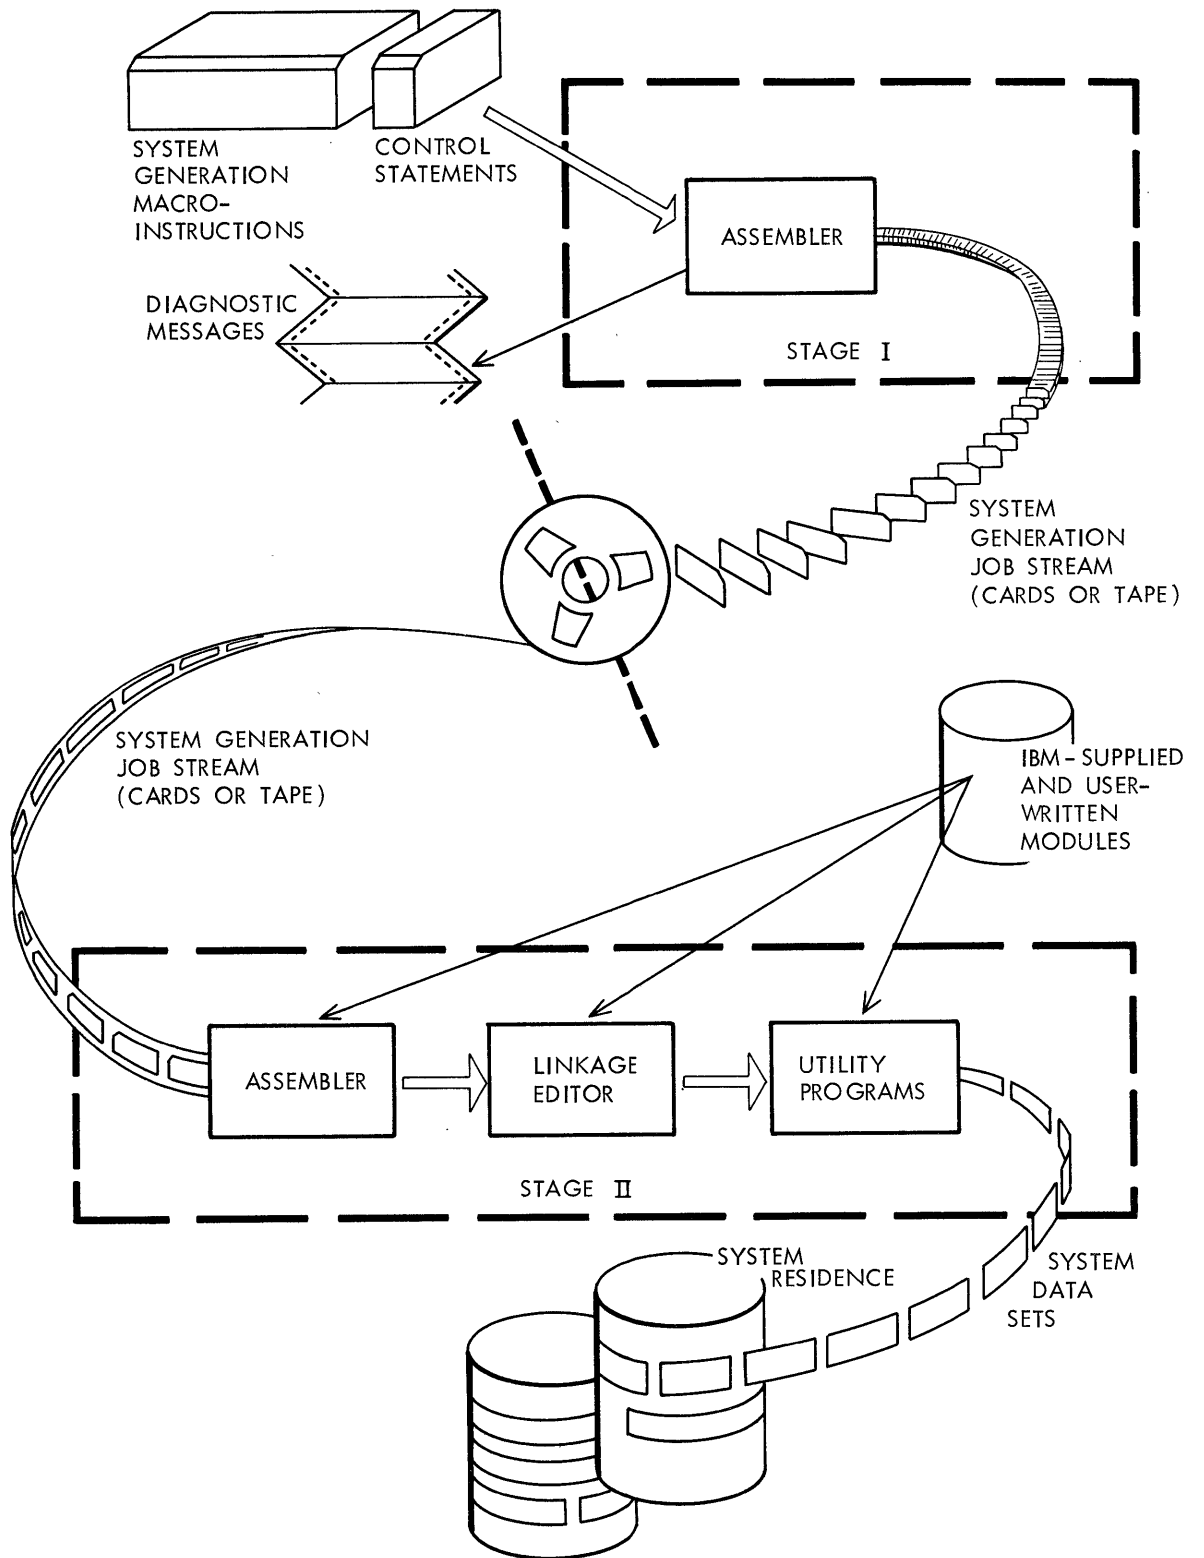 SYSTEM
GENERATION
MACRO-
INSTRUCTIONS
CONTROL
STATEMENTS
ASSEMBLER
DIAGNOSTIC
MESSAGES
STAGE I
SYSTEM
GENERATION
JOB STREAM
(CARDS OR TAPE)
SYSTEM GENERATION
JOB STREAM
(CARDS OR TAPE)
IBM-SUPPLIED
AND USER-
WRITTEN
MODULES
ASSEMBLER
LINKAGE
EDITOR
UTILITY
PROGRAMS
STAGE II
SYSTEM
RESIDENCE
SYSTEM
DATA
SETS